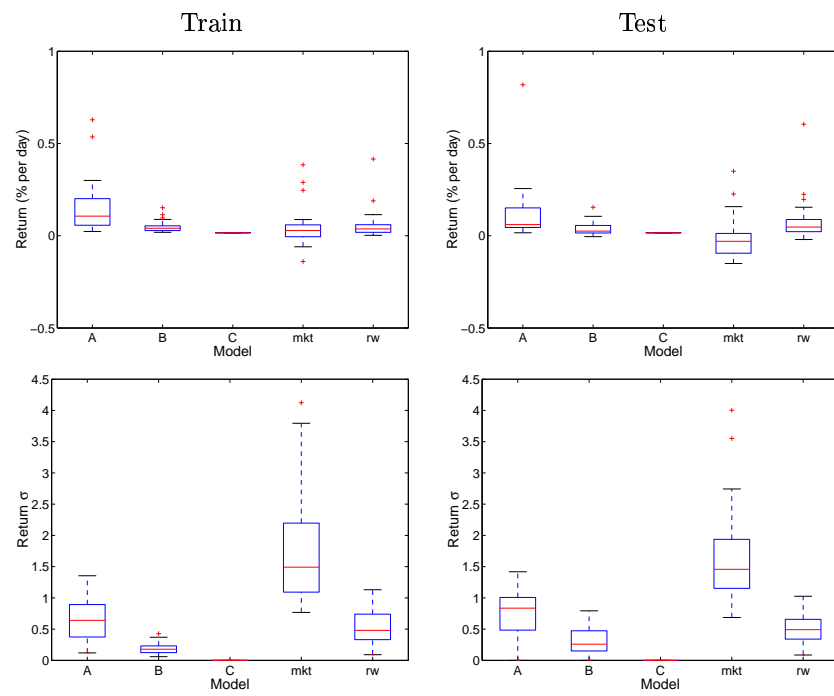 Train
Test
1
0.5
0
−0.5
Return (% per day)
A B C mkt rw
Model
1
0.5
0
−0.5
Return (% per day)
A B C mkt rw
Model
4.5
4
3.5
3
2.5
2
1.5
1
0.5
0
Return σ
A B C mkt rw
Model
4.5
4
3.5
3
2.5
2
1.5
1
0.5
0
Return σ
A B C mkt rw
Model